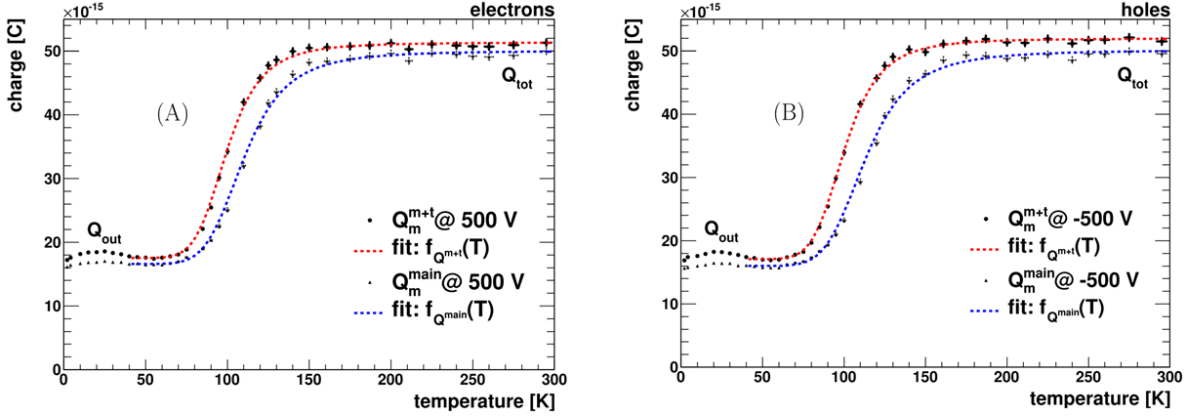 ×10⁻¹⁵ electrons
charge [C]
60
50
40
30
20
10
0
(A)
Q_tot
Q_out
Q_m^{m+t}@ 500 V
fit: f_{Q^{m+t}}(T)
Q_m^{main}@ 500 V
fit: f_{Q^{main}}(T)
0 50 100 150 200 250 300
temperature [K]
×10⁻¹⁵ holes
charge [C]
50
40
30
20
10
0
(B)
Q_tot
Q_out
Q_m^{m+t}@ -500 V
fit: f_{Q^{m+t}}(T)
Q_m^{main}@ -500 V
fit: f_{Q^{main}}(T)
0 50 100 150 200 250 300
temperature [K]